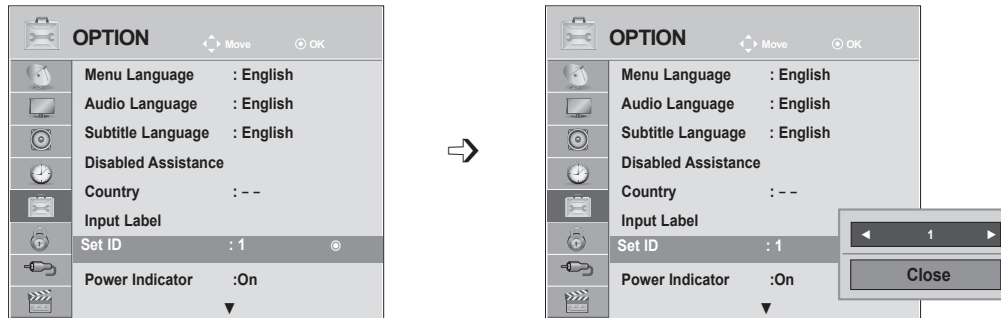 OPTION Move OK
Menu Language : English
Audio Language : English
Subtitle Language : English
Disabled Assistance
Country : – –
Input Label
Set ID : 1
Power Indicator :On
▼
OPTION Move OK
Menu Language : English
Audio Language : English
Subtitle Language : English
Disabled Assistance
Country : – –
Input Label
Set ID : 1
Power Indicator :On
▼
◄ 1 ►
Close